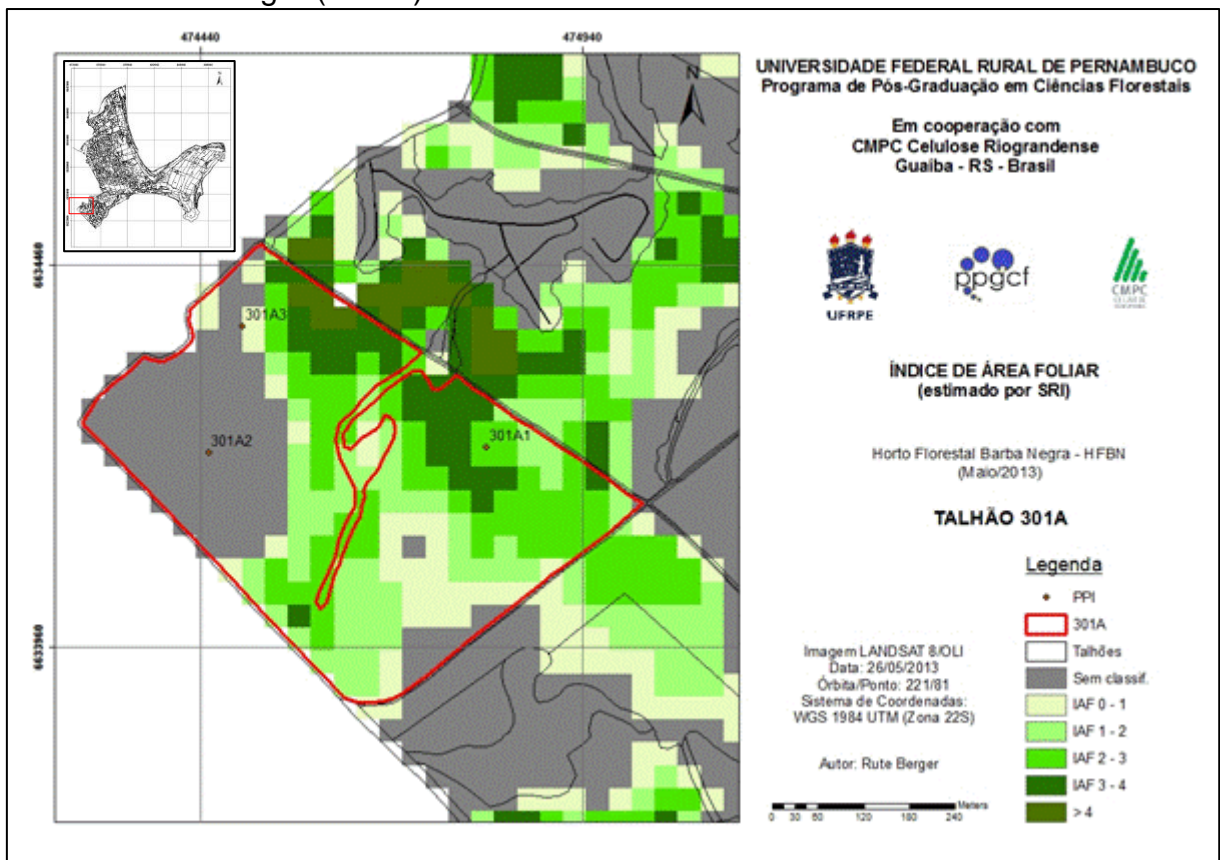 474440
474940
6634460
6633960
N
301A3
301A2
301A1
UNIVERSIDADE FEDERAL RURAL DE PERNAMBUCO
Programa de Pós-Graduação em Ciências Florestais
Em cooperação com
CMPC Celulose Riograndense
Guaíba - RS - Brasil
UFRPE
ppgcf
CMPC
ÍNDICE DE ÁREA FOLIAR
(estimado por SRI)
Horto Florestal Barba Negra - HFBN
(Maio/2013)
TALHÃO 301A
Legenda
PPI
301A
Talhões
Sem classif.
IAF 0 - 1
IAF 1 - 2
IAF 2 - 3
IAF 3 - 4
> 4
Imagem LANDSAT 8/OLI
Data: 26/05/2013
Órbita/Ponto: 221/81
Sistema de Coordenadas:
WGS 1984 UTM (Zona 22S)
Autor: Rute Berger
Meters
0 30 60 120 180 240